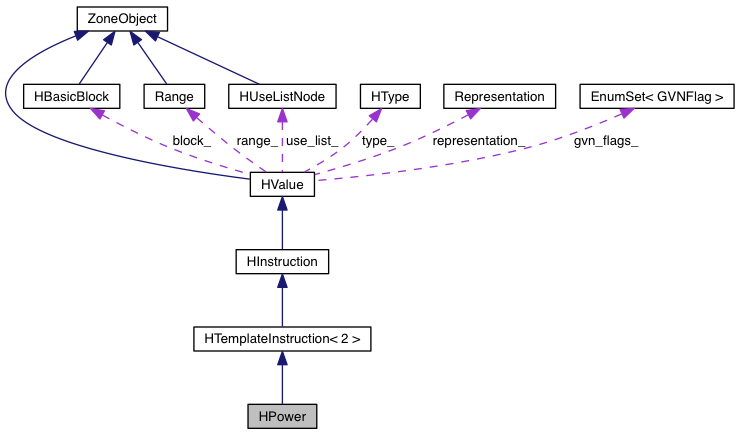 ZoneObject
HBasicBlock
Range
HUseListNode
HType
Representation
EnumSet< GVNFlag >
block_
range_
use_list_
type_
representation_
gvn_flags_
HValue
HInstruction
HTemplateInstruction< 2 >
HPower